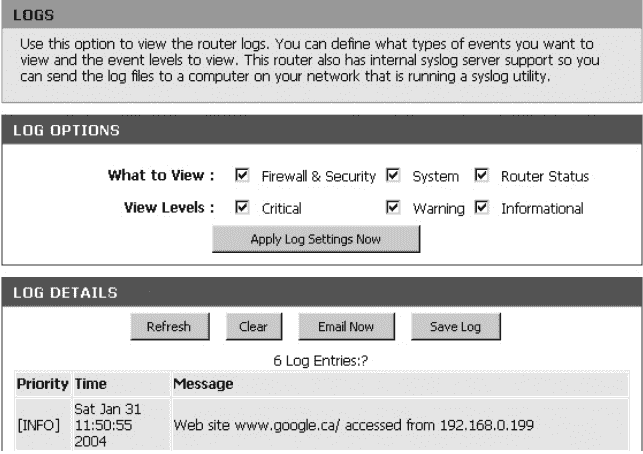 LOGS
Use this option to view the router logs. You can define what types of events you want to
view and the event levels to view. This router also has internal syslog server support so you
can send the log files to a computer on your network that is running a syslog utility.
LOG OPTIONS
What to View : Firewall & Security System Router Status
View Levels : Critical Warning Informational
Apply Log Settings Now
LOG DETAILS
Refresh Clear Email Now Save Log
6 Log Entries:?
Priority Time Message
Sat Jan 31
[INFO] 11:50:55 Web site www.google.ca/ accessed from 192.168.0.199
2004